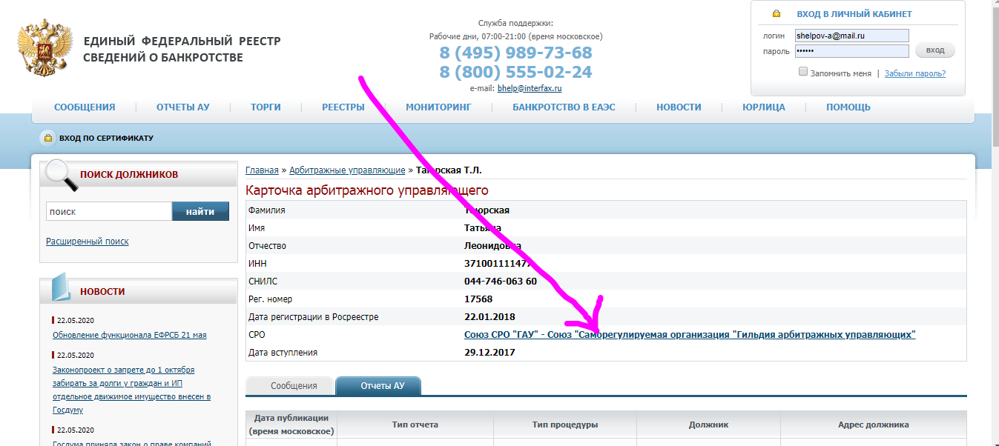 ЕДИНЫЙ ФЕДЕРАЛЬНЫЙ РЕЕСТР
СВЕДЕНИЙ О БАНКРОТСТВЕ
Служба поддержки:
Рабочие дни, 07:00-21:00 (время московское)
8 (495) 989-73-68
8 (800) 555-02-24
e-mail: bhelp@interfax.ru
ВХОД В ЛИЧНЫЙ КАБИНЕТ
логин shelpov-a@mail.ru
пароль •••••• вход
Запомнить меня | Забыли пароль?
СООБЩЕНИЯ ОТЧЕТЫ АУ ТОРГИ РЕЕСТРЫ МОНИТОРИНГ БАНКРОТСТВО В ЕАЭС НОВОСТИ ЮРЛИЦА ПОМОЩЬ
ВХОД ПО СЕРТИФИКАТУ
ПОИСК ДОЛЖНИКОВ
поиск найти
Расширенный поиск
НОВОСТИ
22.05.2020
Обновление функционала ЕФРСБ 21 мая
22.05.2020
Законопроект о запрете до 1 октября
забирать за долги у граждан и ИП
отдельное движимое имущество внесен в
Госдуму
22.05.2020
Госдума приняла закон о праве компаний
Главная » Арбитражные управляющие » Т.Л.
Карточка арбитражного управляющего
Фамилия
Имя Татьяна
Отчество Леонидовна
ИНН
СНИЛС 044-746-063 60
Рег. номер 17568
Дата регистрации в Росреестре 22.01.2018
СРО Союз СРО "ГАУ" - Союз "Саморегулируемая организация "Гильдия арбитражных управляющих"
Дата вступления 29.12.2017
Сообщения Отчеты АУ
Дата публикации
(время московское) Тип отчета Тип процедуры Должник Адрес должника